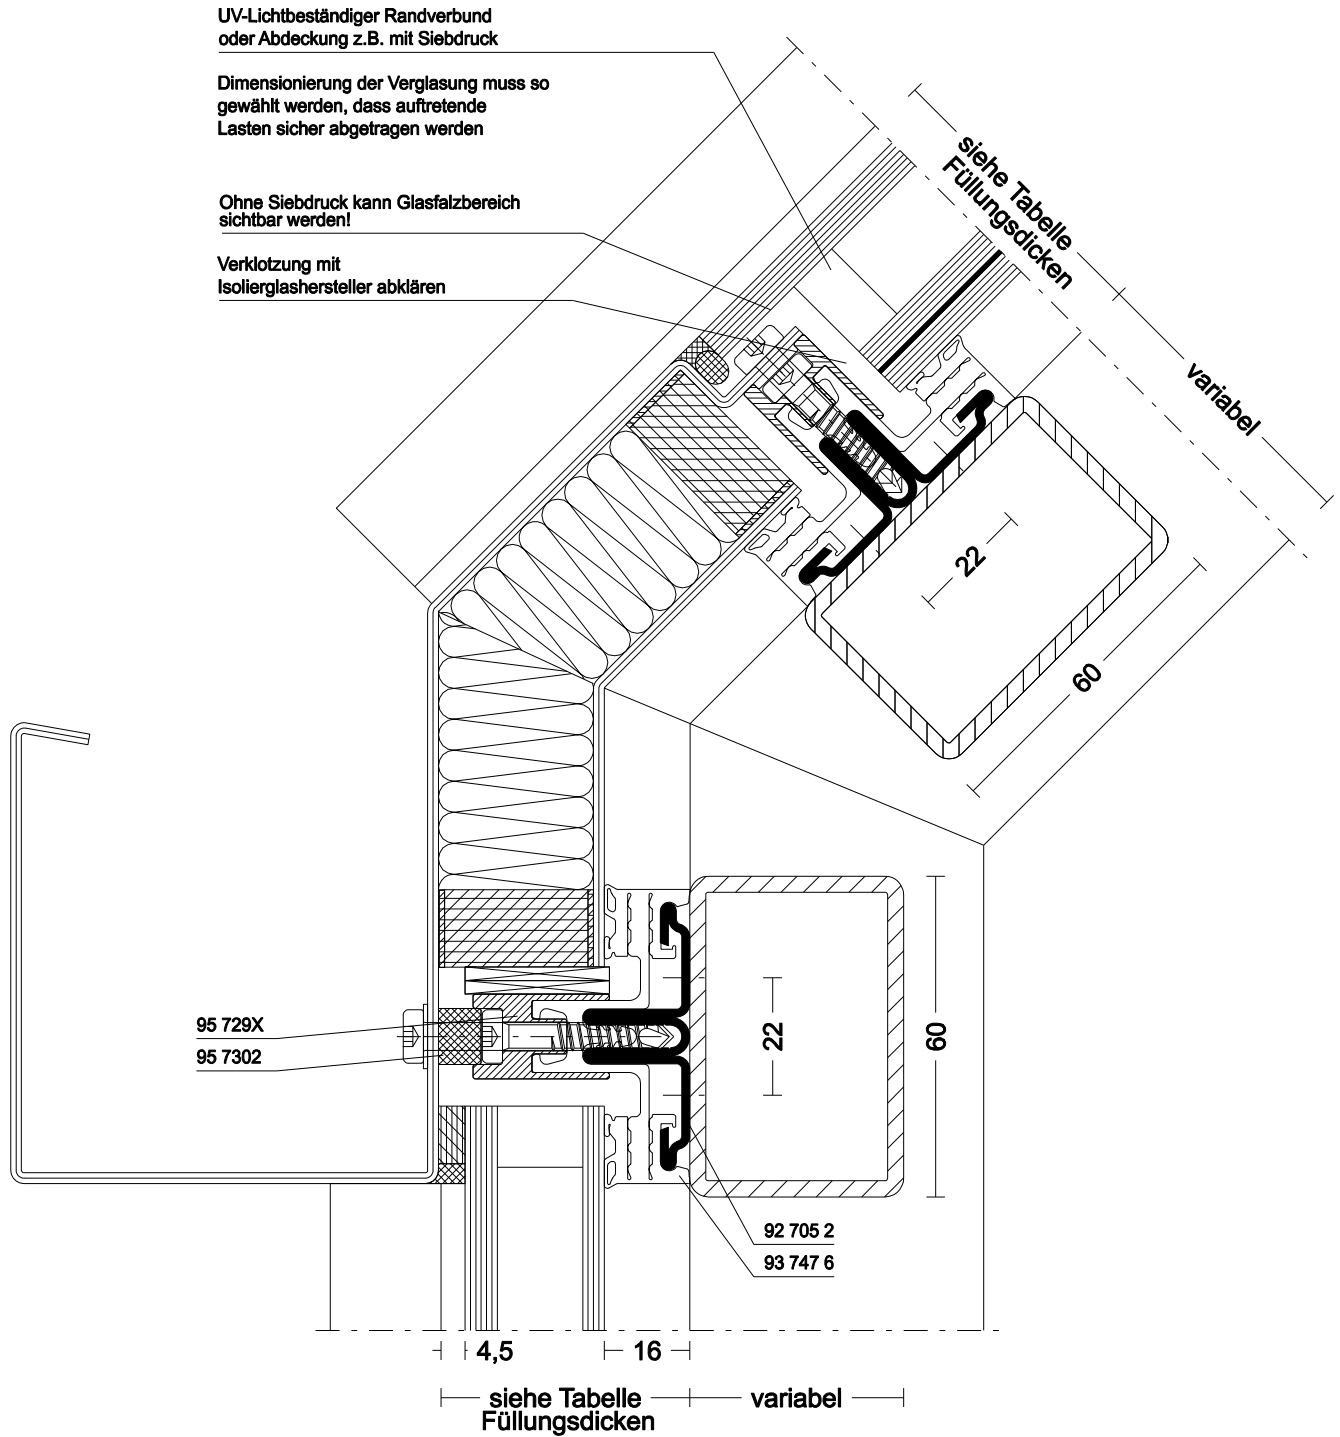 UV-Lichtbeständiger Randverbund
oder Abdeckung z.B. mit Siebdruck
Dimensionierung der Verglasung muss so
gewählt werden, dass auftretende
Lasten sicher abgetragen werden
Ohne Siebdruck kann Glasfalzbereich
sichtbar werden!
Verklotzung mit
Isolierglashersteller abklären
siehe Tabelle
Füllungsdicken
variabel
22
60
95 729X
95 7302
22
60
92 705 2
93 747 6
4,5
16
siehe Tabelle
Füllungsdicken
variabel